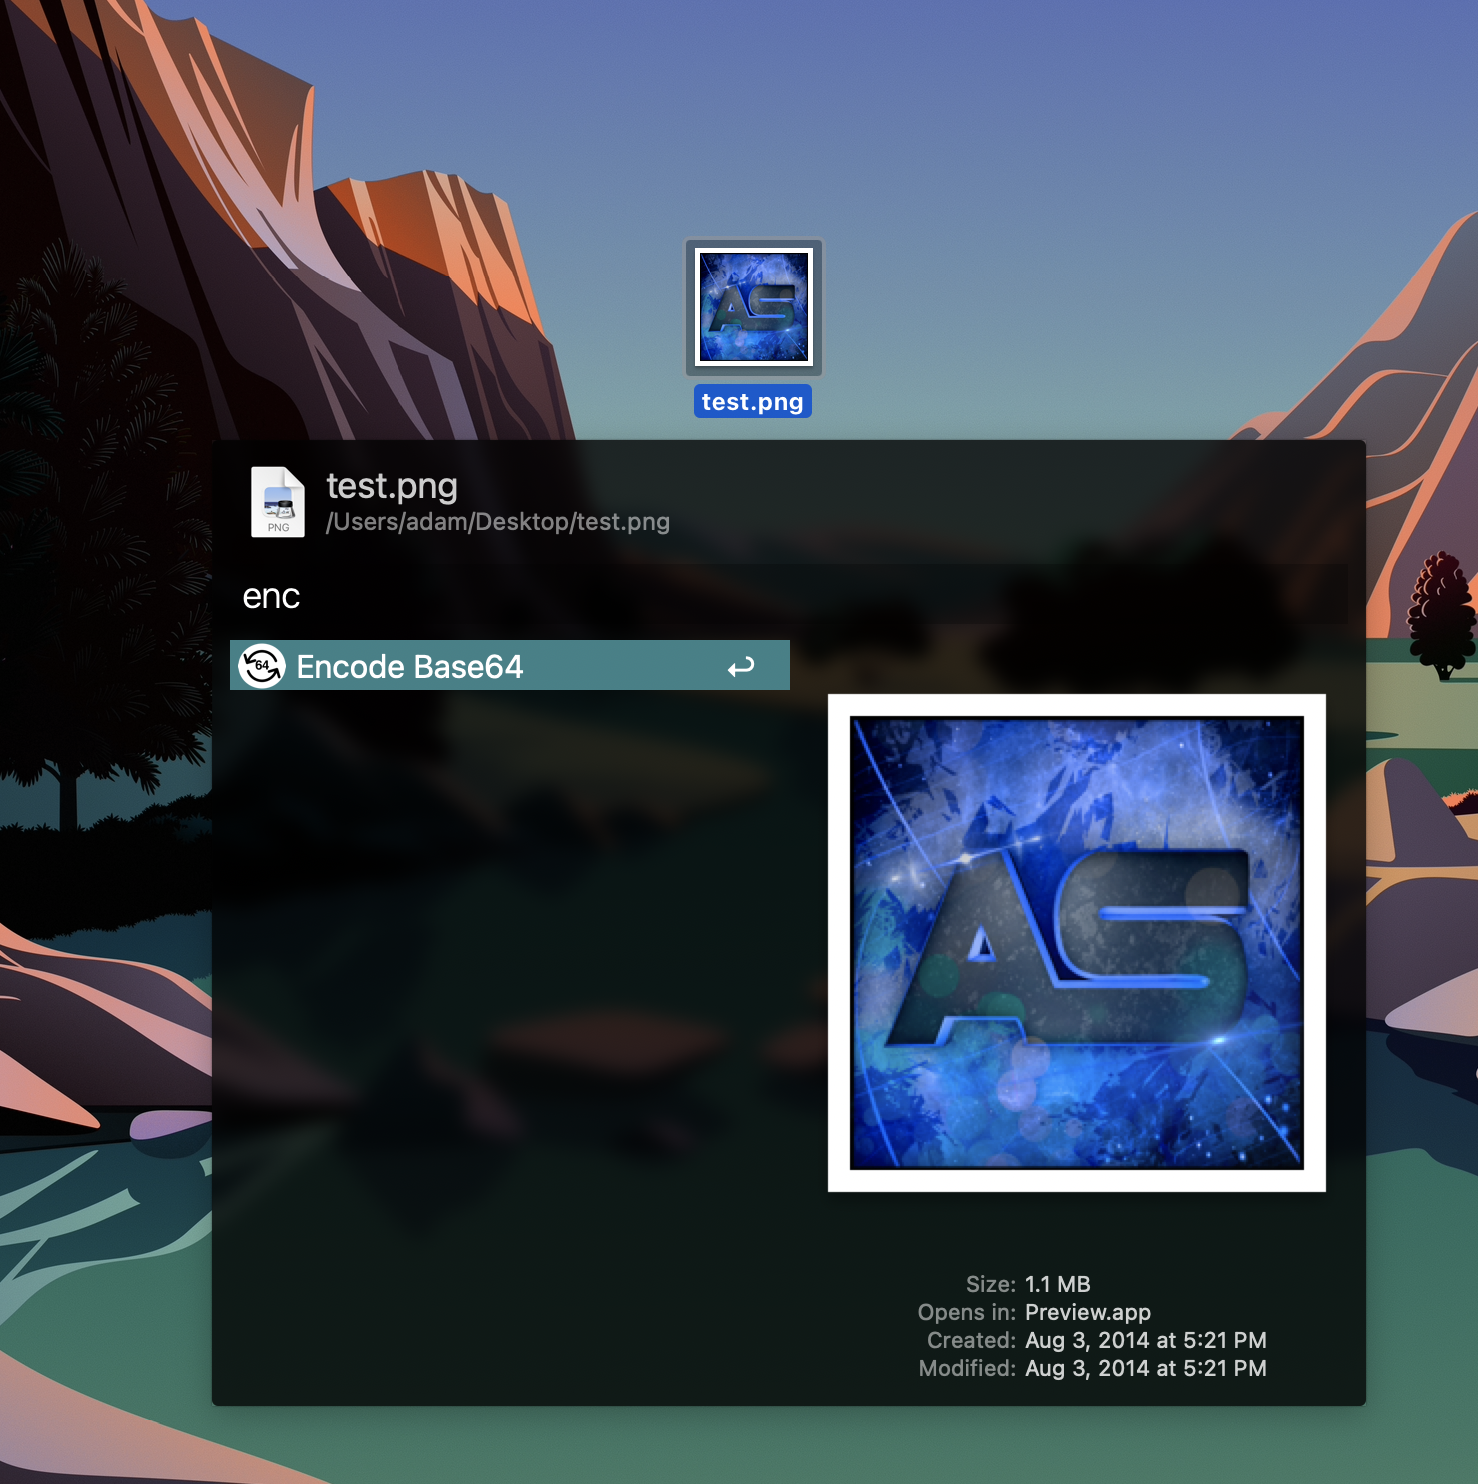 AS
test.png
PNG
test.png
/Users/adam/Desktop/test.png
enc
64
Encode Base64
AS
Size: 1.1 MB
Opens in: Preview.app
Created: Aug 3, 2014 at 5:21 PM
Modified: Aug 3, 2014 at 5:21 PM